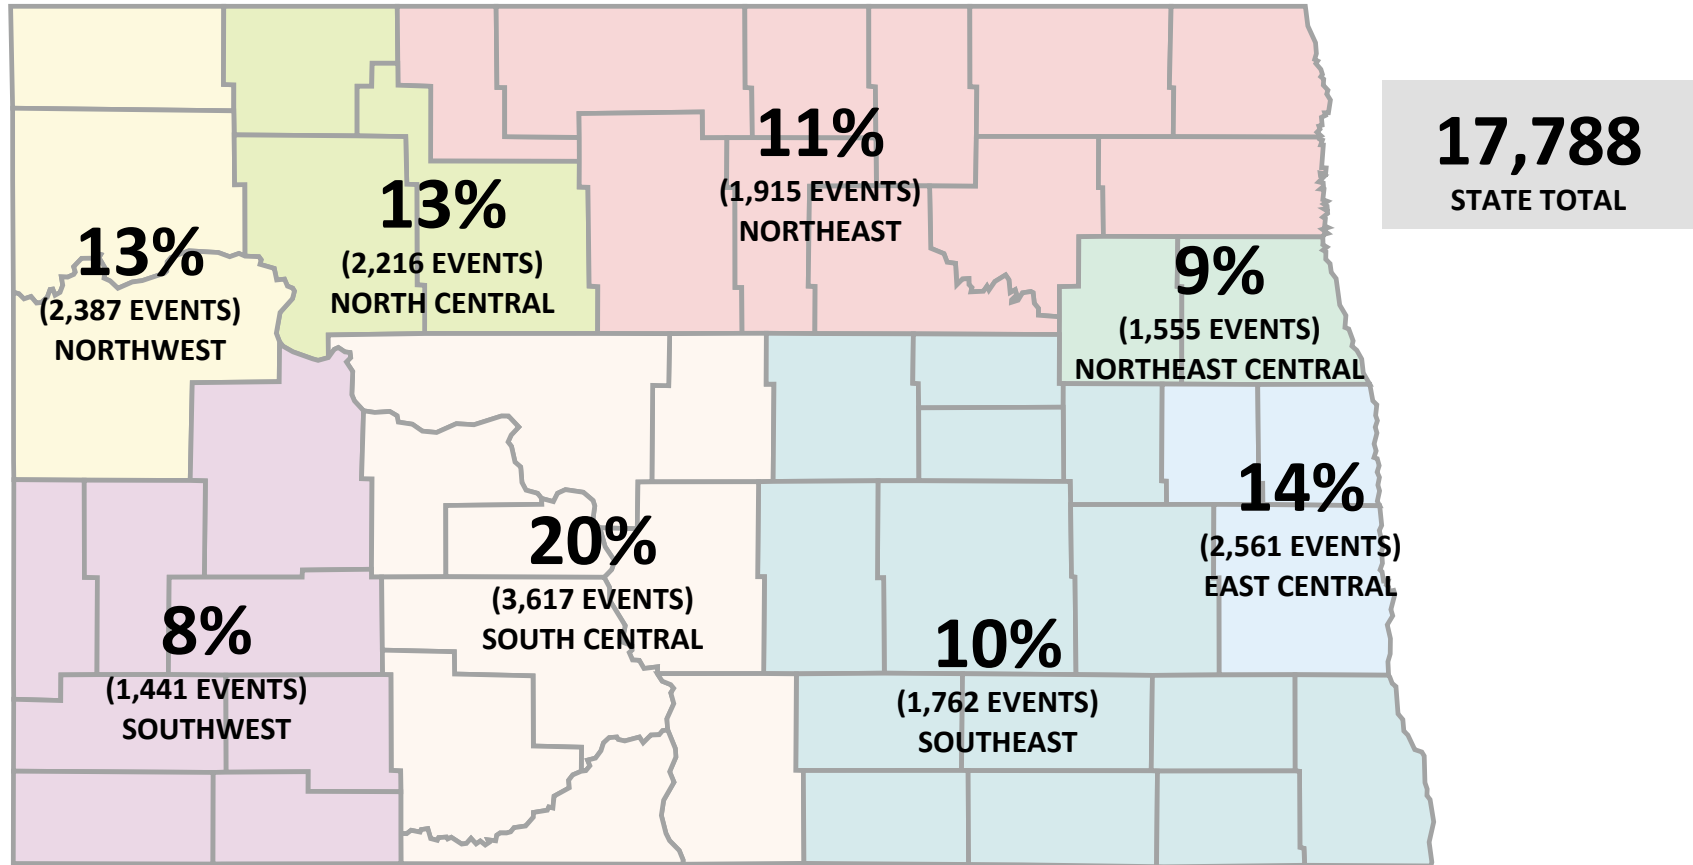 11%
(1,915 EVENTS)
NORTHEAST
17,788
STATE TOTAL
13%
(2,216 EVENTS)
NORTH CENTRAL
13%
(2,387 EVENTS)
NORTHWEST
9%
(1,555 EVENTS)
NORTHEAST CENTRAL
14%
(2,561 EVENTS)
EAST CENTRAL
20%
(3,617 EVENTS)
SOUTH CENTRAL
8%
(1,441 EVENTS)
SOUTHWEST
10%
(1,762 EVENTS)
SOUTHEAST